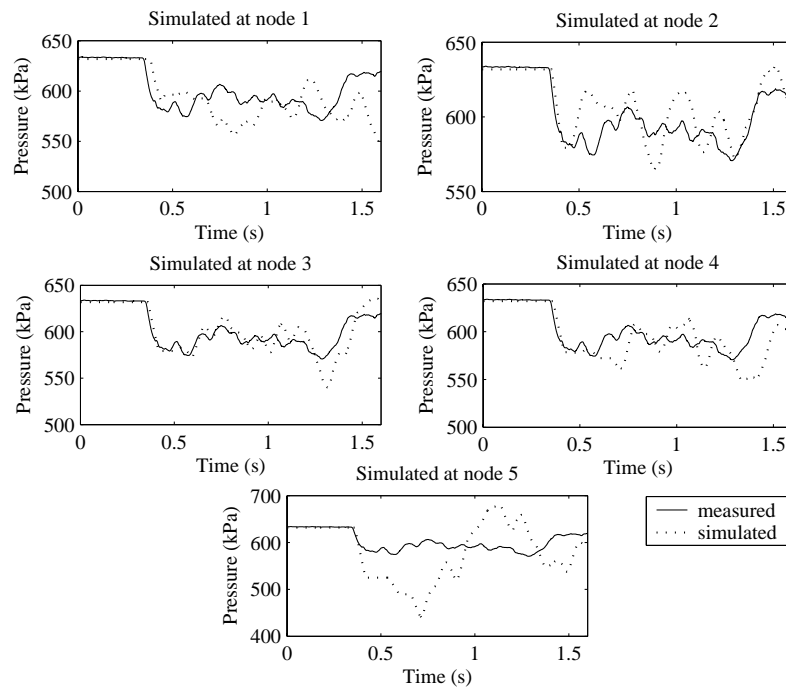 Simulated at node 1
650
600
550
500
0
0.5
1
1.5
Pressure (kPa)
Time (s)
Simulated at node 2
650
600
550
0
0.5
1
1.5
Pressure (kPa)
Time (s)
Simulated at node 3
650
600
550
500
0
0.5
1
1.5
Pressure (kPa)
Time (s)
Simulated at node 4
650
600
550
500
0
0.5
1
1.5
Pressure (kPa)
Time (s)
Simulated at node 5
700
600
500
400
0
0.5
1
1.5
Pressure (kPa)
Time (s)
measured
simulated